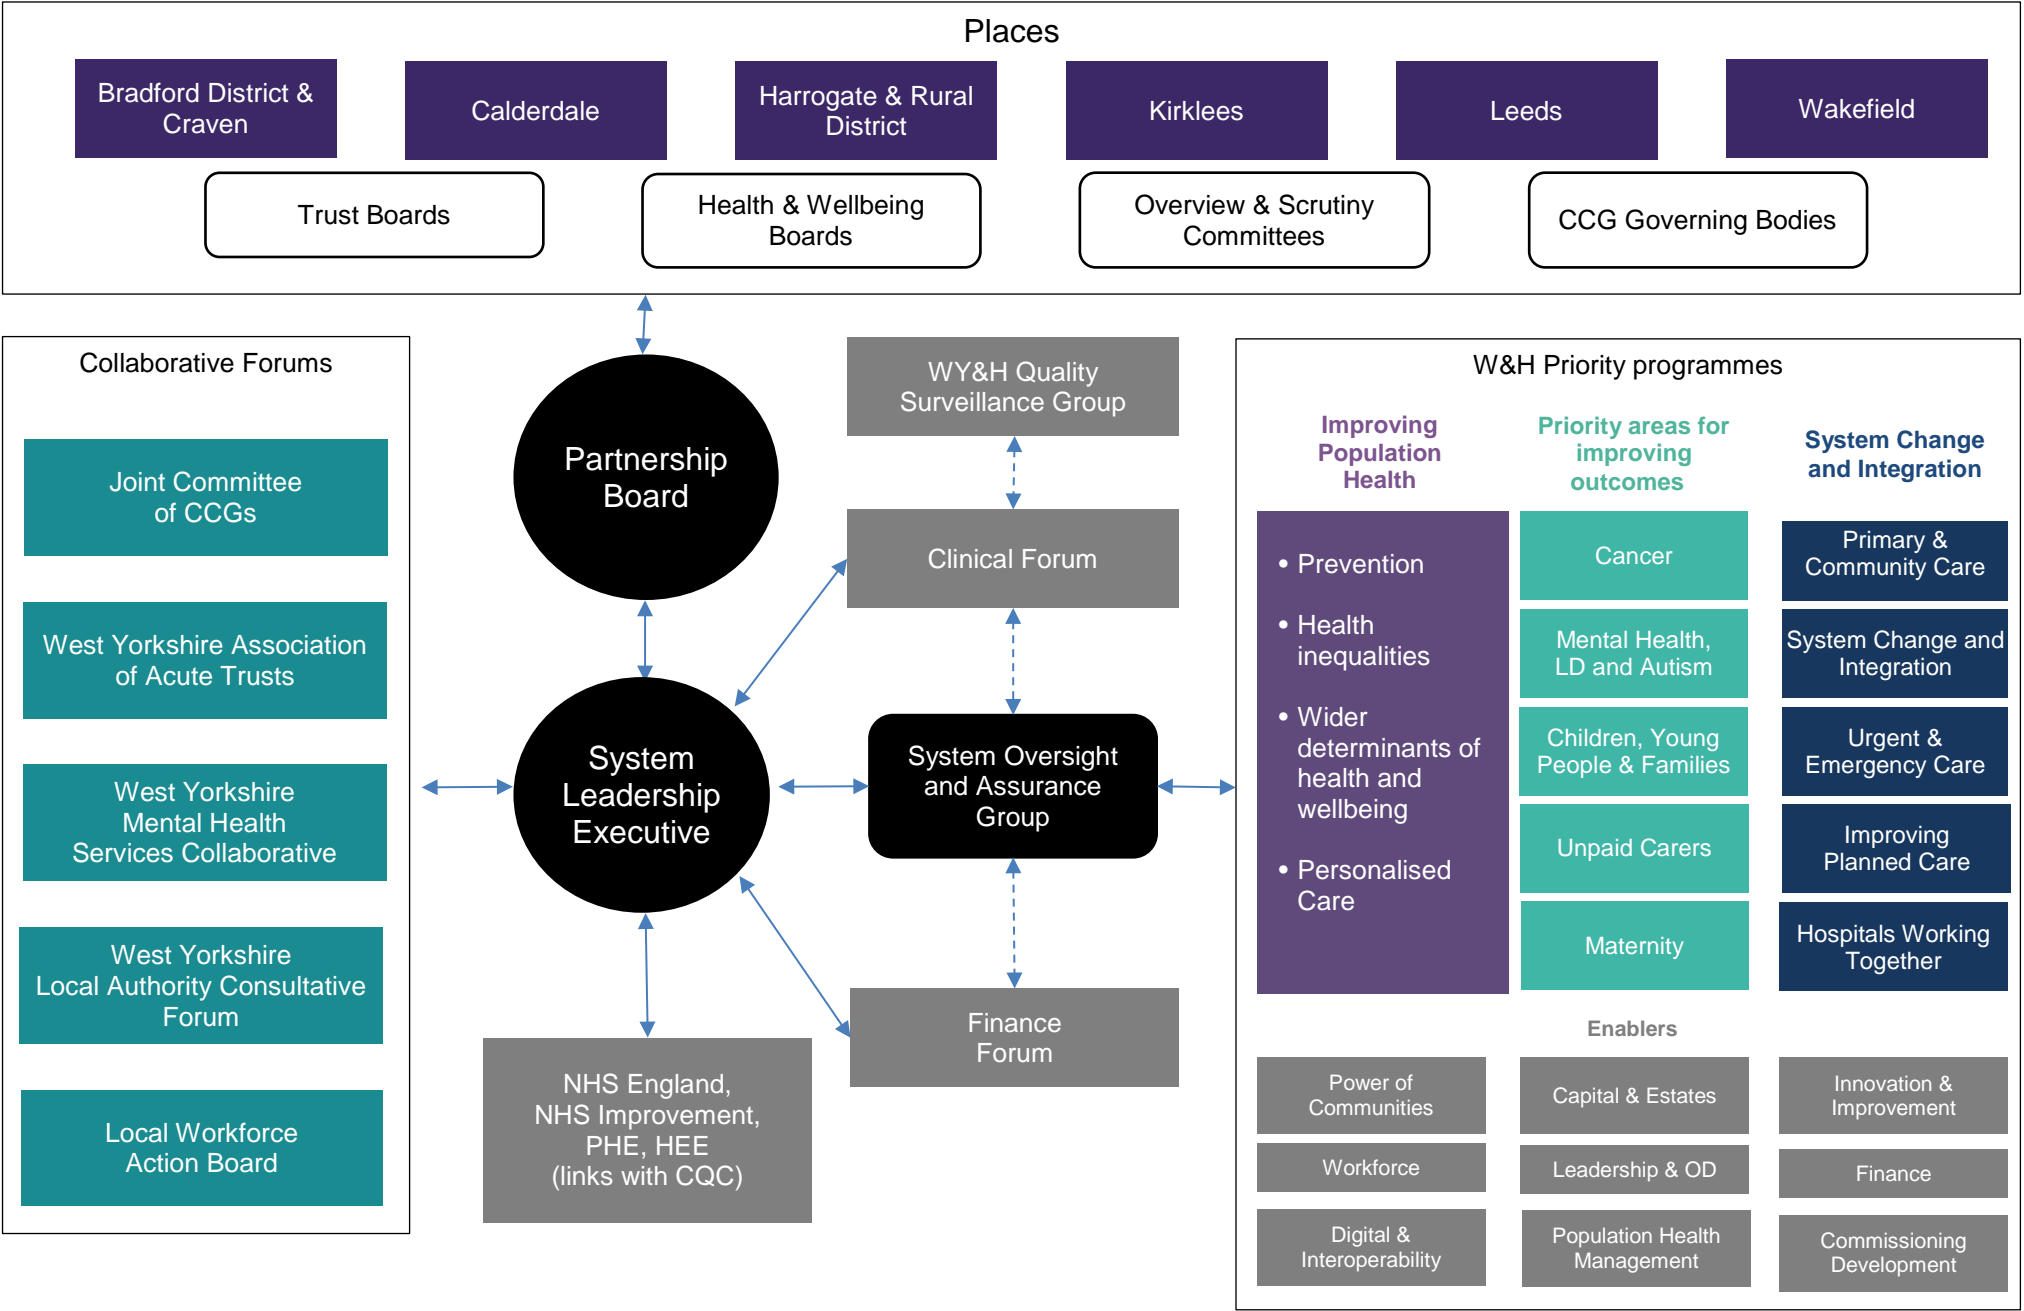 Places
Bradford District &
Craven
Calderdale
Harrogate & Rural
District
Kirklees
Leeds
Wakefield
Trust Boards
Health & Wellbeing
Boards
Overview & Scrutiny
Committees
CCG Governing Bodies
Collaborative Forums
Joint Committee
of CCGs
West Yorkshire Association
of Acute Trusts
West Yorkshire
Mental Health
Services Collaborative
West Yorkshire
Local Authority Consultative
Forum
Local Workforce
Action Board
Partnership
Board
System
Leadership
Executive
NHS England,
NHS Improvement,
PHE, HEE
(links with CQC)
WY&H Quality
Surveillance Group
Clinical Forum
System Oversight
and Assurance
Group
Finance
Forum
W&H Priority programmes
Improving
Population
Health
• Prevention
• Health
inequalities
• Wider
determinants of
health and
wellbeing
• Personalised
Care
Priority areas for
improving
outcomes
Cancer
Mental Health,
LD and Autism
Children, Young
People & Families
Unpaid Carers
Maternity
System Change
and Integration
Primary &
Community Care
System Change and
Integration
Urgent &
Emergency Care
Improving
Planned Care
Hospitals Working
Together
Enablers
Power of
Communities
Capital & Estates
Innovation &
Improvement
Workforce
Leadership & OD
Finance
Digital &
Interoperability
Population Health
Management
Commissioning
Development